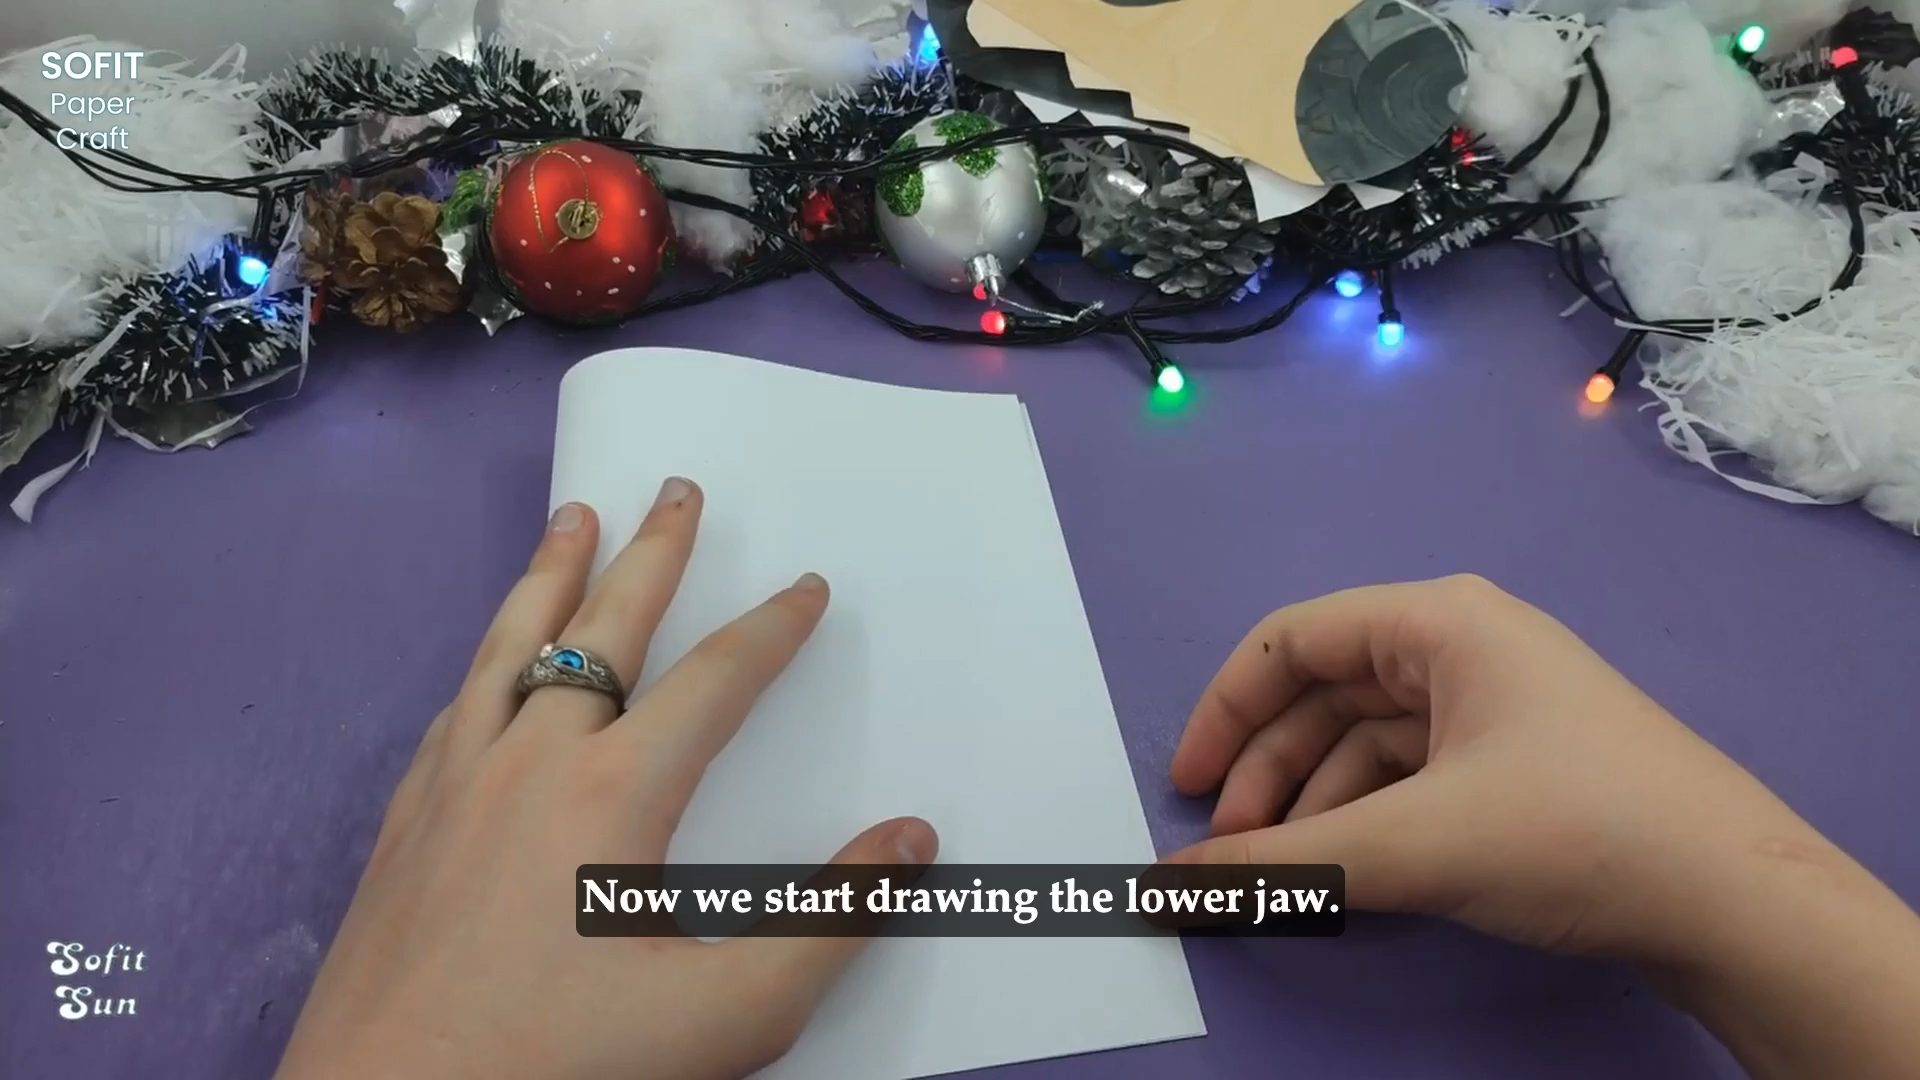 SOFIT
Paper
Craft
Now we start drawing the lower jaw.
Sofit
Sun